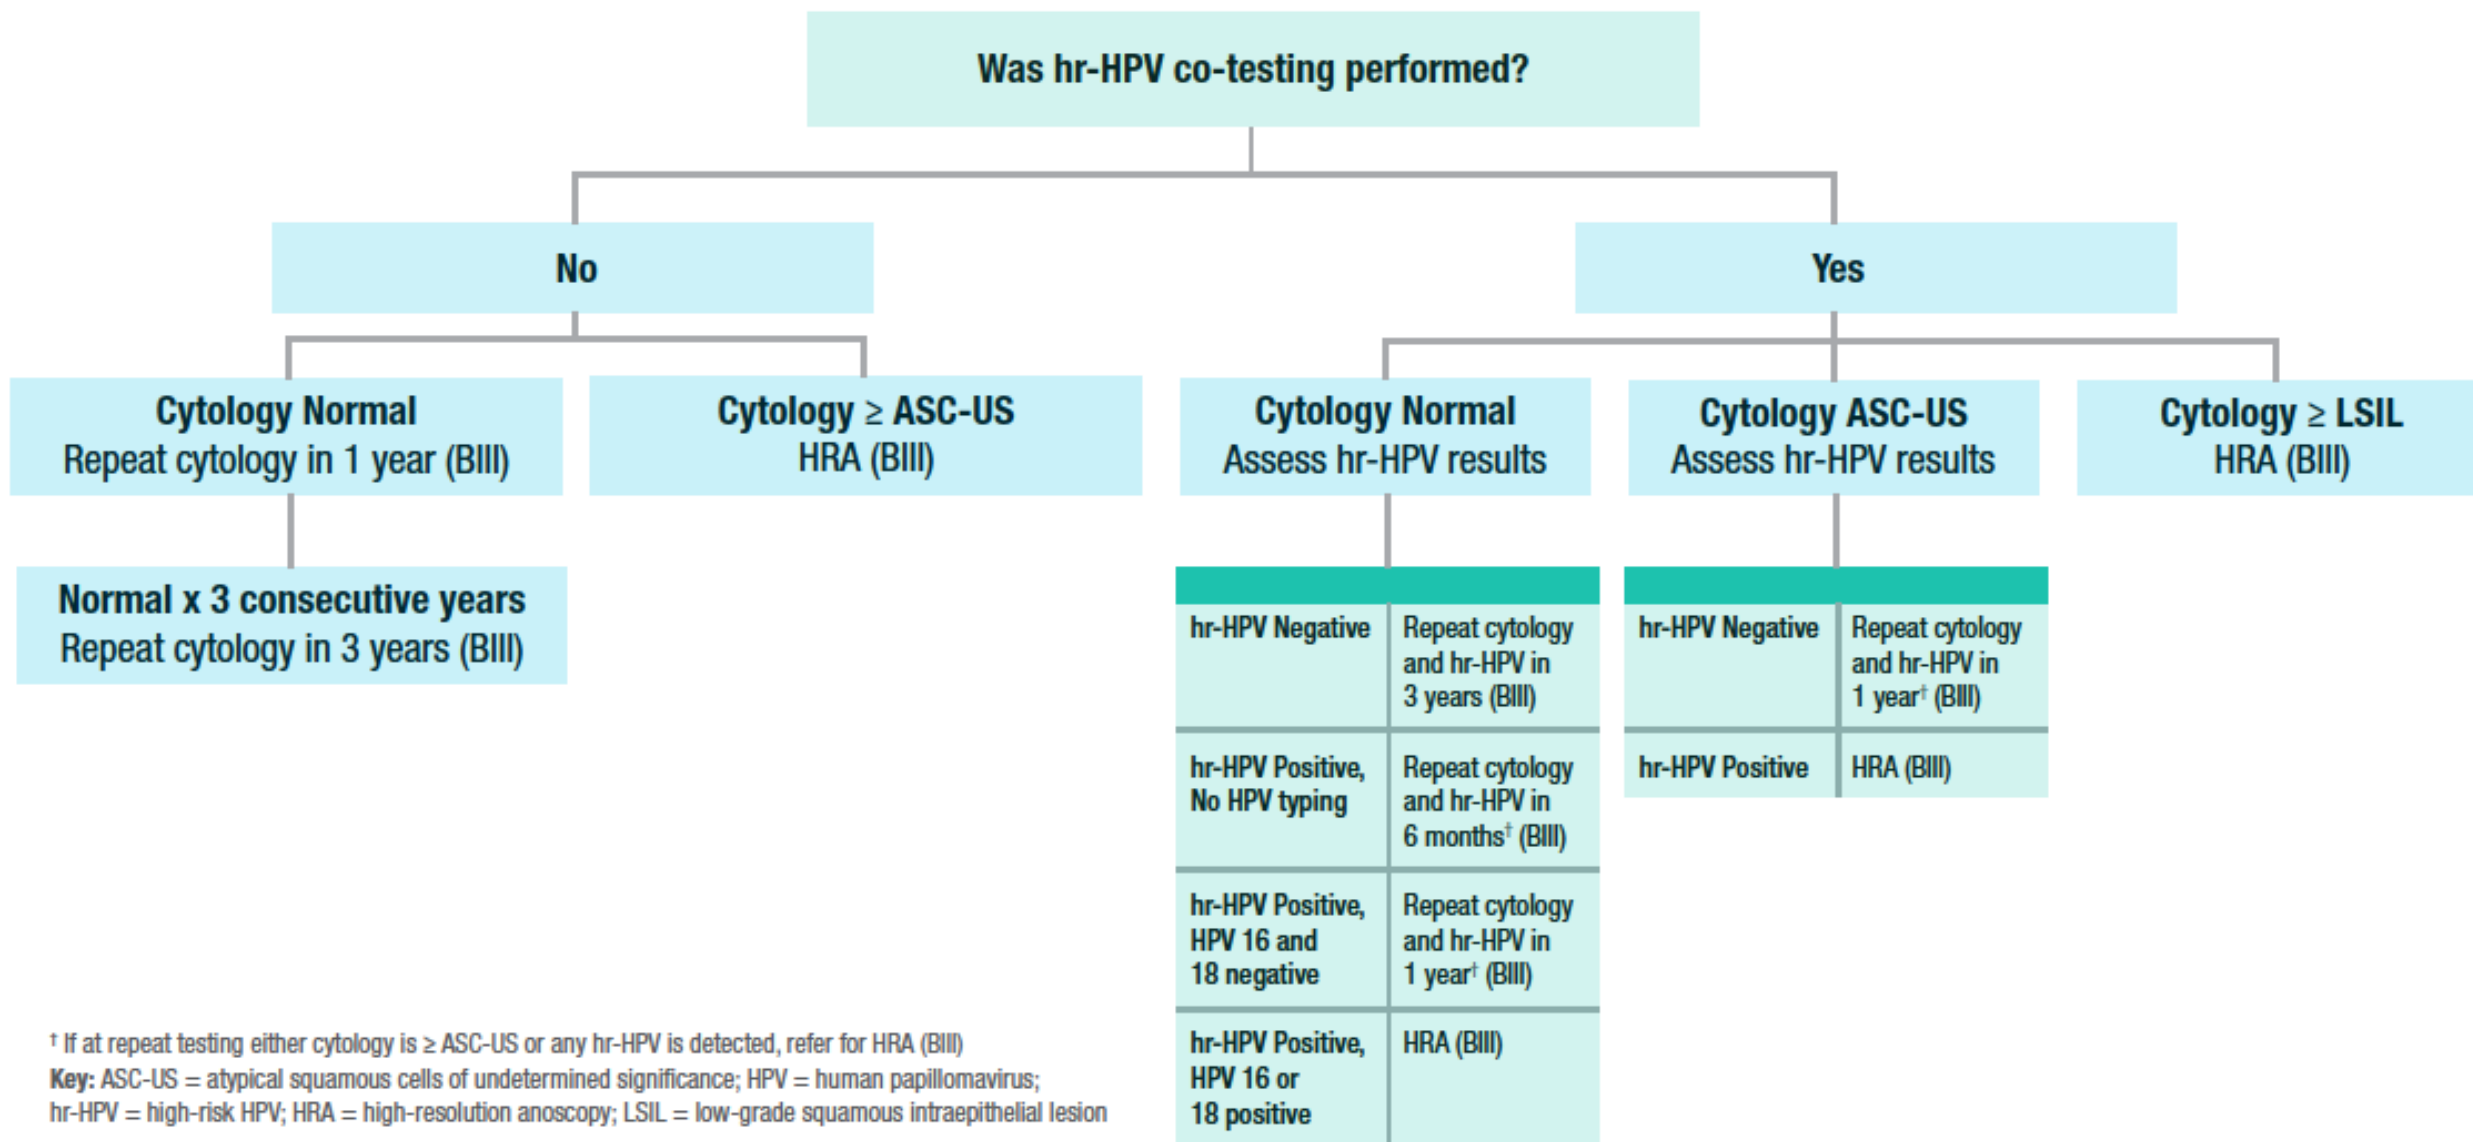 Was hr-HPV co-testing performed?
No
Yes
Cytology Normal
Repeat cytology in 1 year (BIII)
Cytology ≥ ASC-US
HRA (BIII)
Cytology Normal
Assess hr-HPV results
Cytology ASC-US
Assess hr-HPV results
Cytology ≥ LSIL
HRA (BIII)
Normal x 3 consecutive years
Repeat cytology in 3 years (BIII)
hr-HPV Negative
Repeat cytology
and hr-HPV in
3 years (BIII)
hr-HPV Positive,
No HPV typing
Repeat cytology
and hr-HPV in
6 months† (BIII)
hr-HPV Positive,
HPV 16 and
18 negative
Repeat cytology
and hr-HPV in
1 year† (BIII)
hr-HPV Positive,
HPV 16 or
18 positive
HRA (BIII)
hr-HPV Negative
Repeat cytology
and hr-HPV in
1 year† (BIII)
hr-HPV Positive
HRA (BIII)
† If at repeat testing either cytology is ≥ ASC-US or any hr-HPV is detected, refer for HRA (BIII)
Key: ASC-US = atypical squamous cells of undetermined significance; HPV = human papillomavirus;
hr-HPV = high-risk HPV; HRA = high-resolution anoscopy; LSIL = low-grade squamous intraepithelial lesion